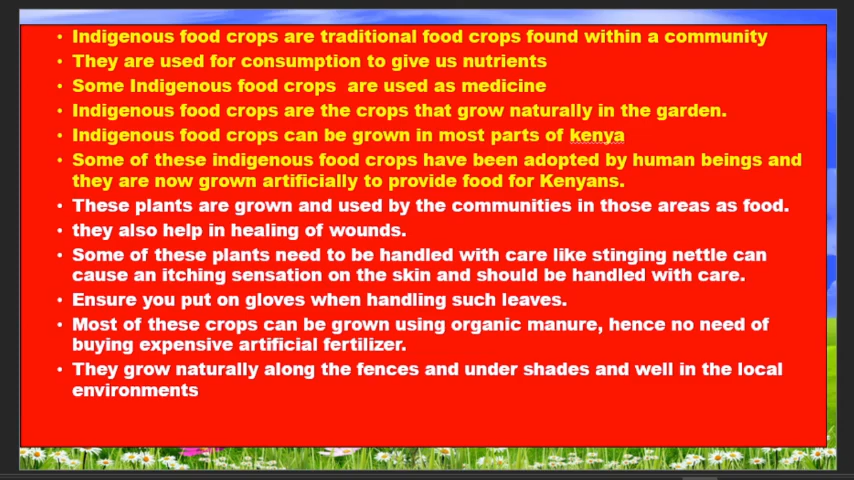 • Indigenous food crops are traditional food crops found within a community
• They are used for consumption to give us nutrients
• Some Indigenous food crops  are used as medicine
• Indigenous food crops are the crops that grow naturally in the garden.
• Indigenous food crops can be grown in most parts of kenya
• Some of these indigenous food crops have been adopted by human beings and
they are now grown artificially to provide food for Kenyans.
• These plants are grown and used by the communities in those areas as food.
• they also help in healing of wounds.
• Some of these plants need to be handled with care like stinging nettle can
cause an itching sensation on the skin and should be handled with care.
• Ensure you put on gloves when handling such leaves.
• Most of these crops can be grown using organic manure, hence no need of
buying expensive artificial fertilizer.
• They grow naturally along the fences and under shades and well in the local
environments